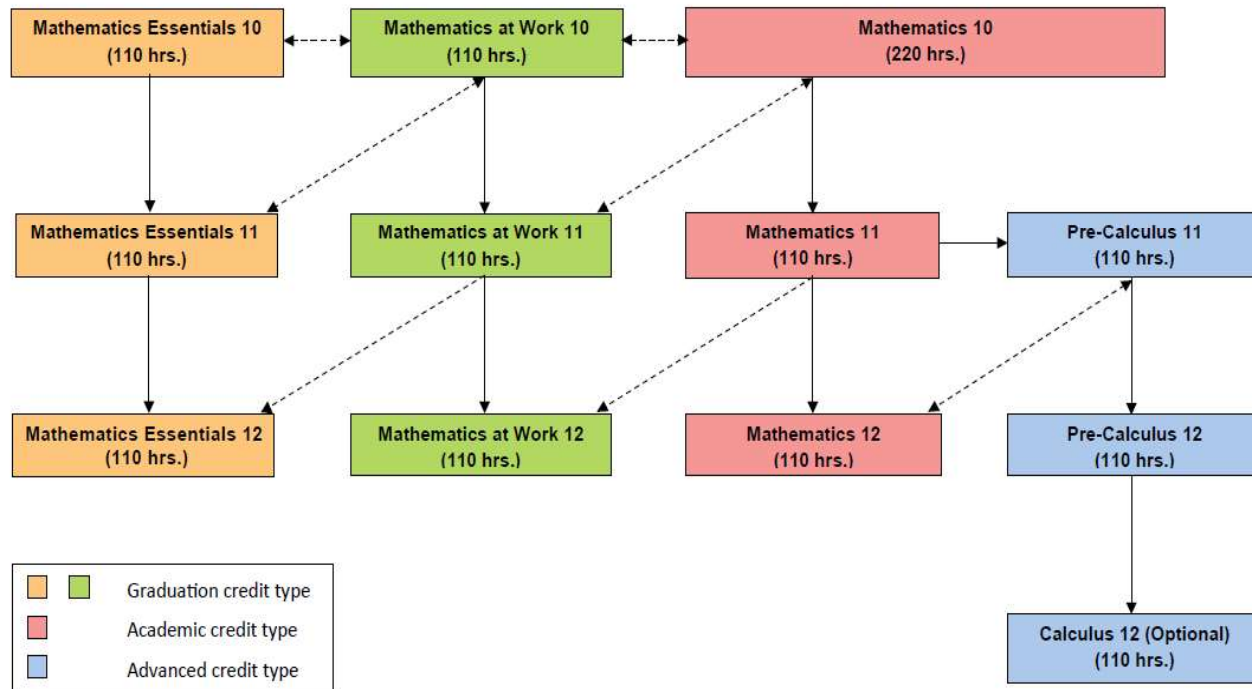 Mathematics Essentials 10
(110 hrs.)
Mathematics at Work 10
(110 hrs.)
Mathematics 10
(220 hrs.)
Mathematics Essentials 11
(110 hrs.)
Mathematics at Work 11
(110 hrs.)
Mathematics 11
(110 hrs.)
Pre-Calculus 11
(110 hrs.)
Mathematics Essentials 12
(110 hrs.)
Mathematics at Work 12
(110 hrs.)
Mathematics 12
(110 hrs.)
Pre-Calculus 12
(110 hrs.)
Graduation credit type
Academic credit type
Advanced credit type
Calculus 12 (Optional)
(110 hrs.)